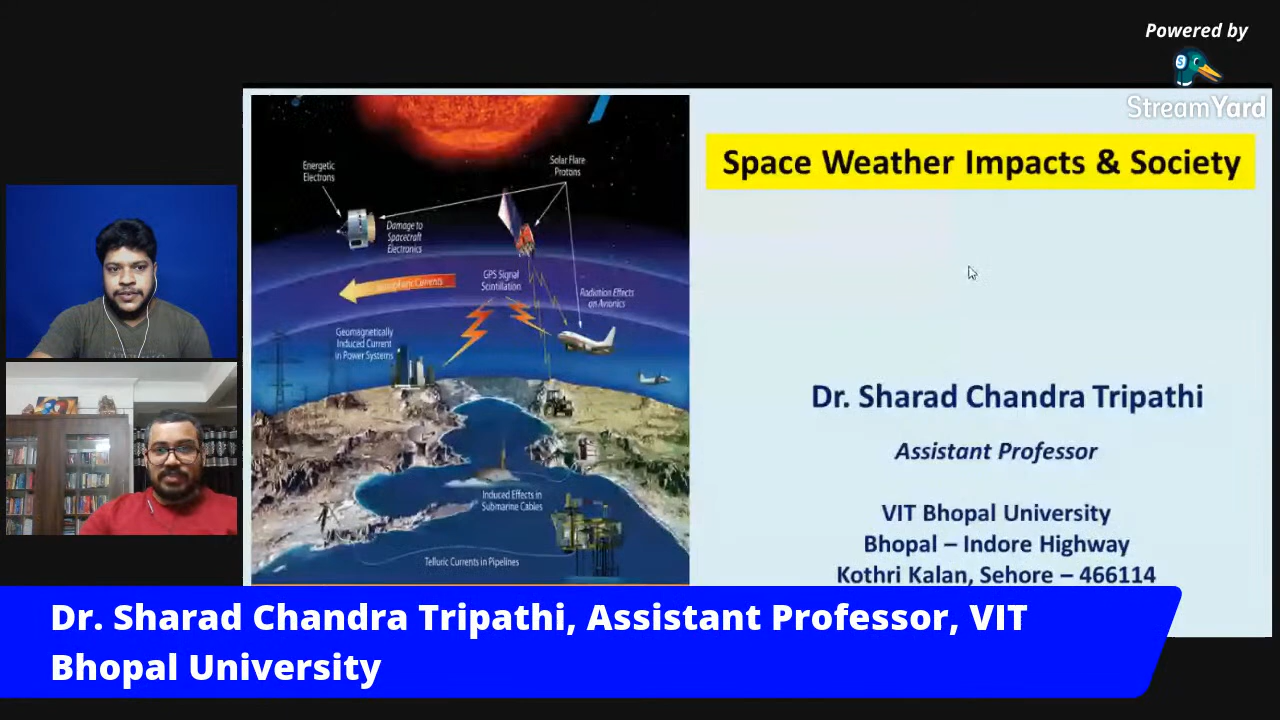 Powered by
StreamYard
Space Weather Impacts & Society
Energetic
Electrons
Solar Flare
Protons
Damage to
Spacecraft
Electronics
GPS Signal
Scintillation
Radiation Effects
on Avionics
Geomagnetically
Induced Current
in Power Systems
Induced Effects in
Submarine Cables
Telluric Currents in Pipelines
Dr. Sharad Chandra Tripathi
Assistant Professor
VIT Bhopal University
Bhopal – Indore Highway
Kothri Kalan, Sehore – 466114
Dr. Sharad Chandra Tripathi, Assistant Professor, VIT
Bhopal University